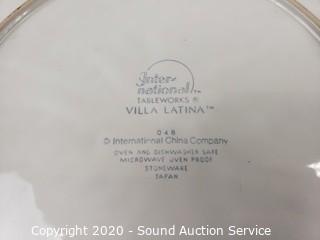 Inter-
national™
TABLEWORKS ®
VILLA LATINA™
048
© International China Company
OVEN AND DISHWASHER SAFE
MICROWAVE OVEN PROOF
STONEWARE
JAPAN
Copyright 2020 - Sound Auction Service